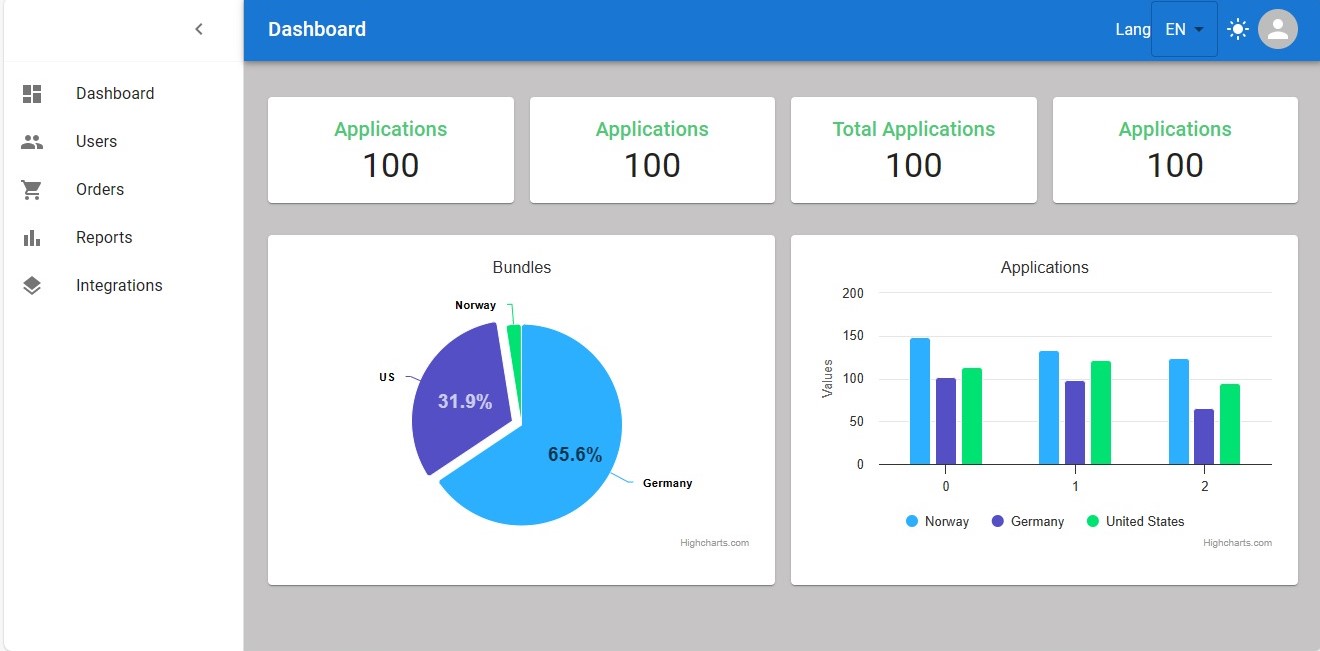 Dashboard
Lang EN
Dashboard
Users
Orders
Reports
Integrations
Applications
100
Applications
100
Total Applications
100
Applications
100
Bundles
Norway
US
31.9%
65.6%
Germany
Highcharts.com
Applications
Values
200
150
100
50
0
0 1 2
Norway Germany United States
Highcharts.com